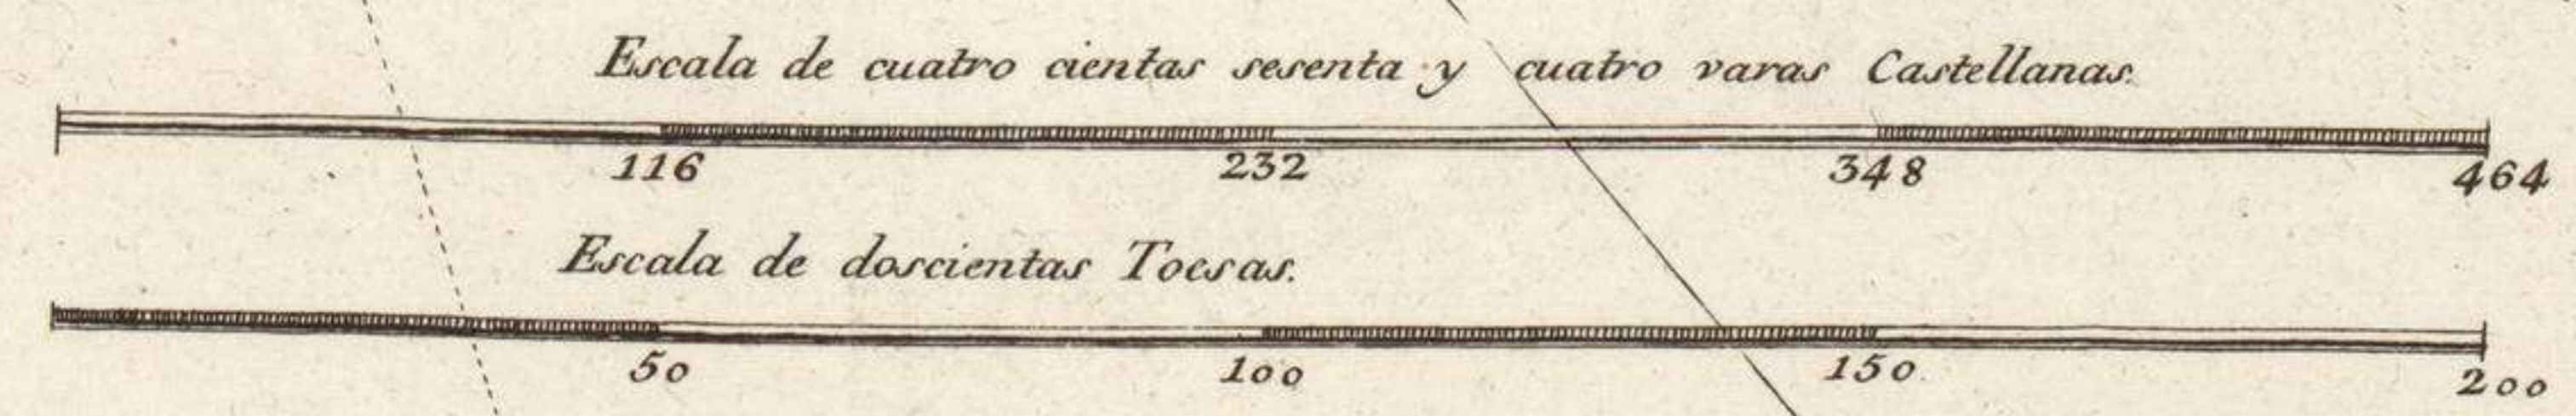 Escala de cuatro cientas sesenta y cuatro varas Castellanas.
116 232 348 464
Escala de doscientas Toesas.
50 100 150 200